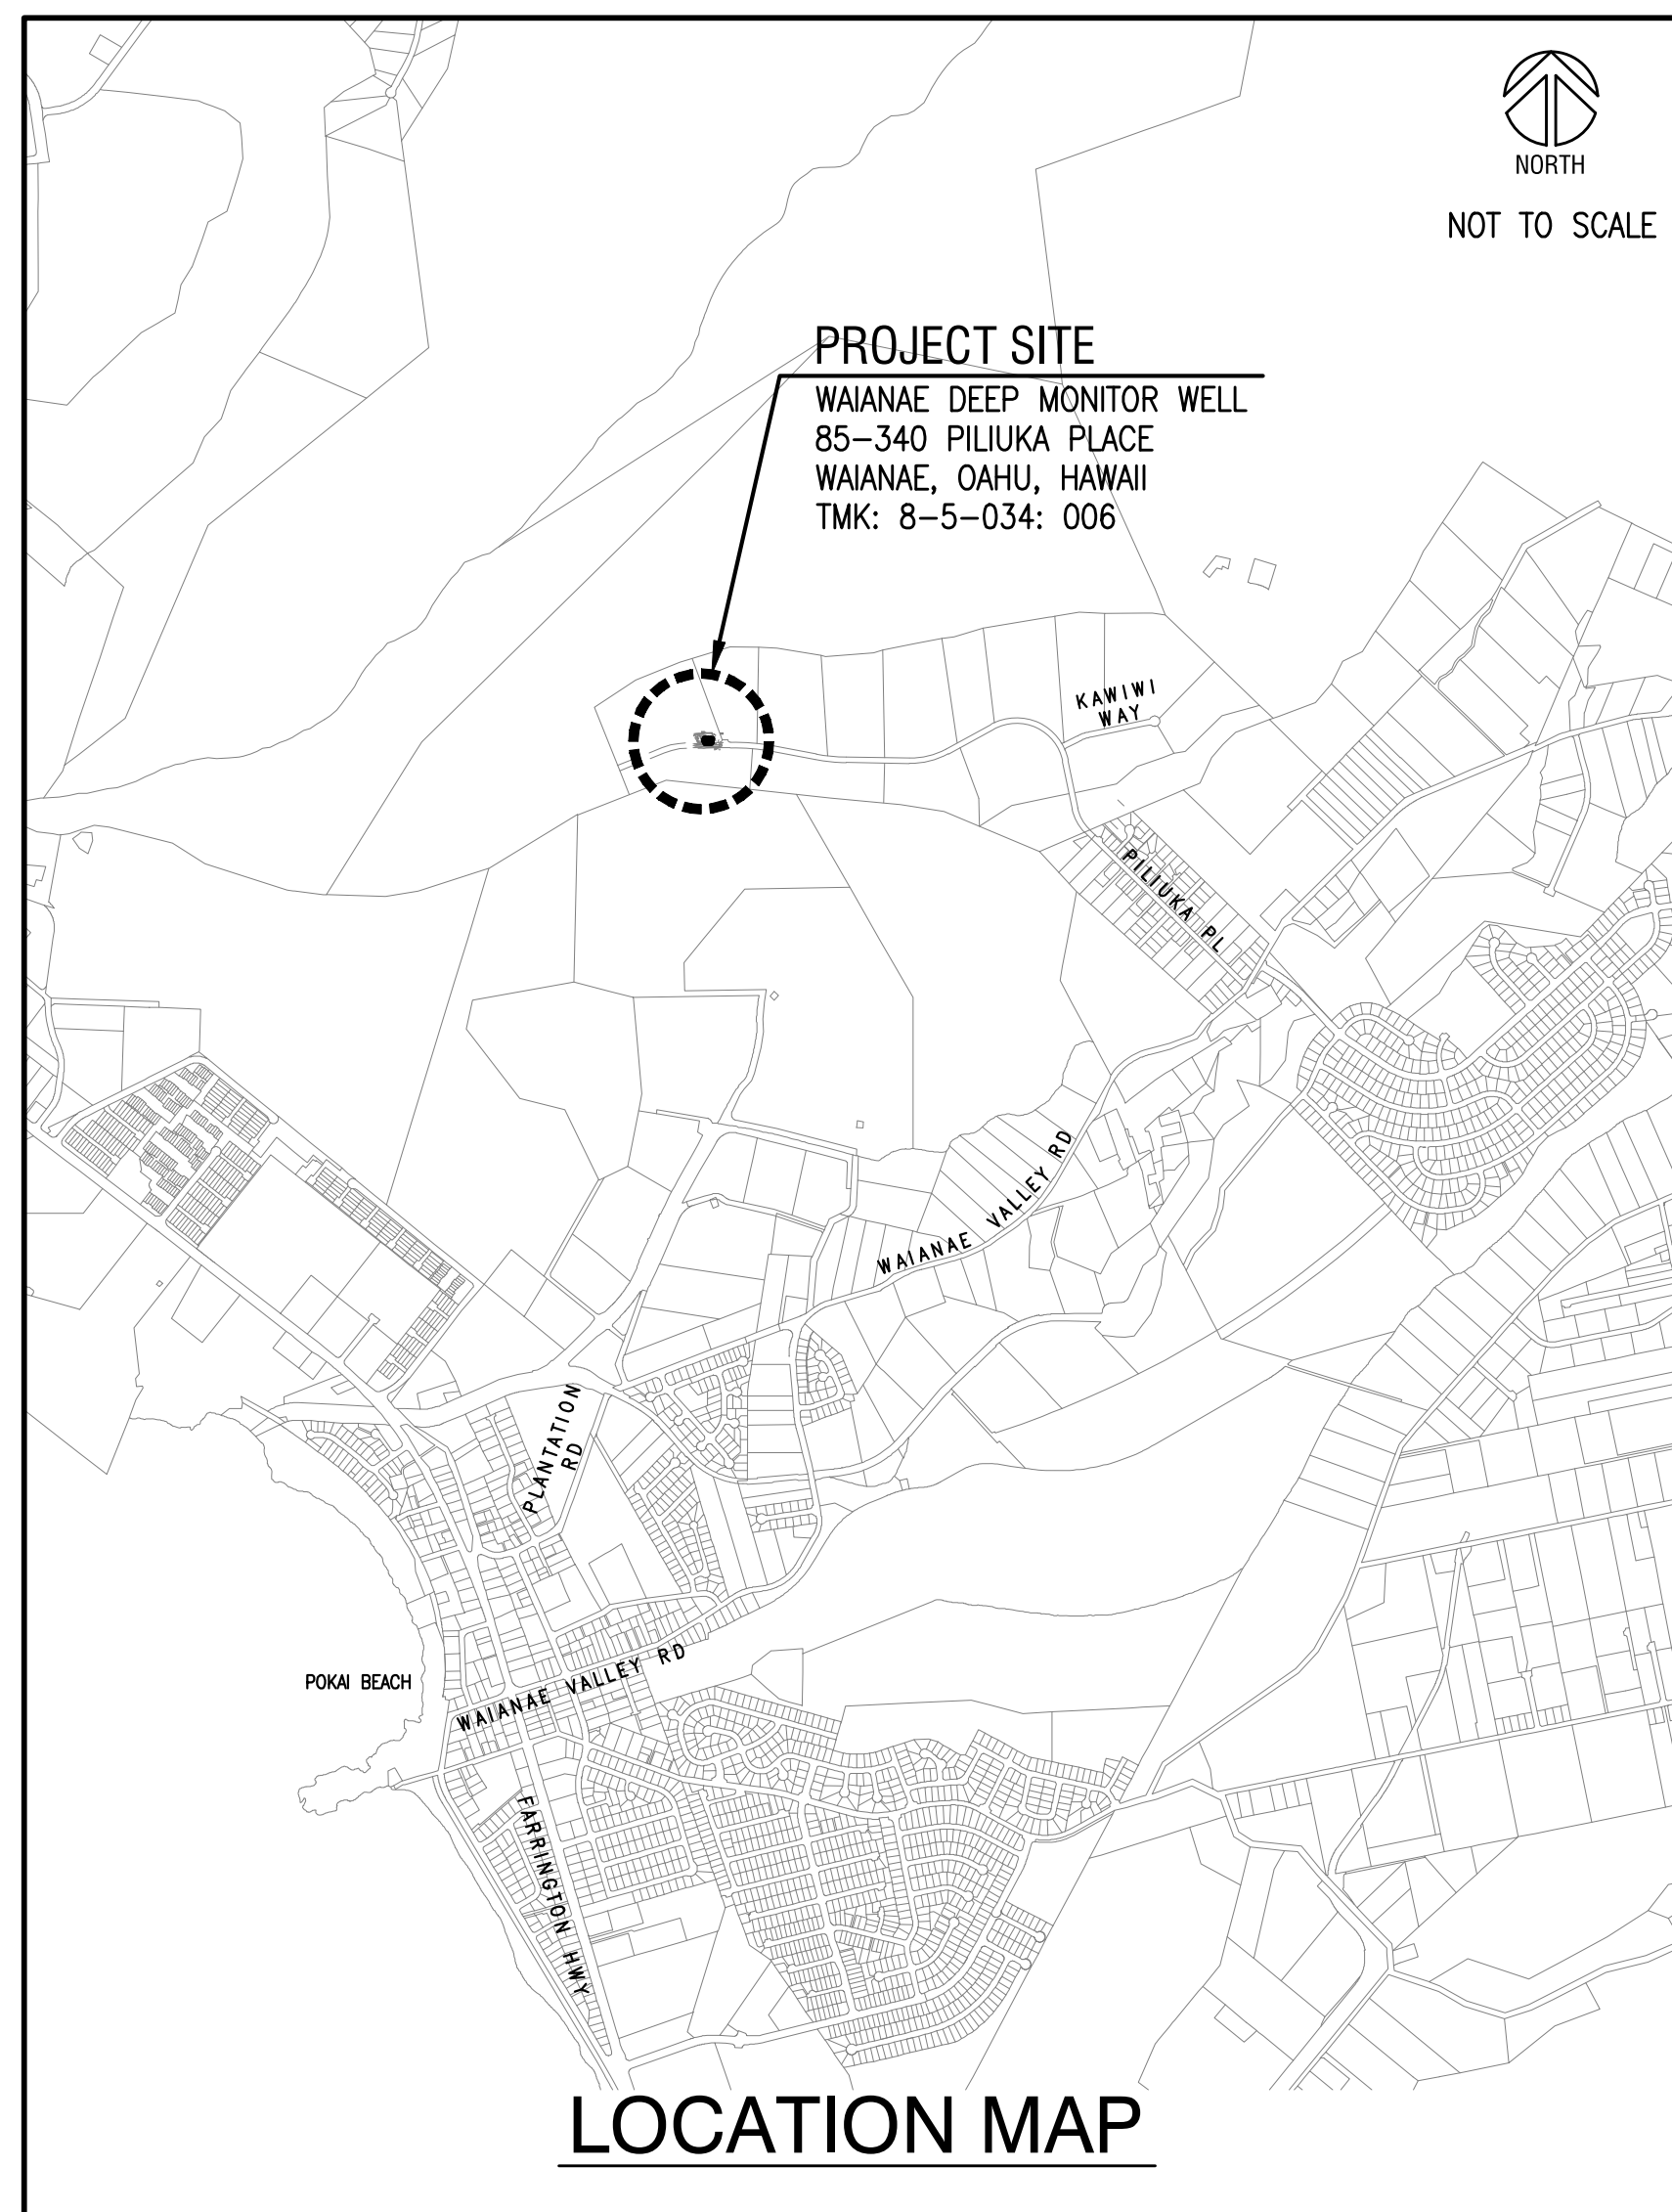 NORTH
NOT TO SCALE
PROJECT SITE
WAIANAE DEEP MONITOR WELL
85-340 PILIUKA PLACE
WAIANAE, OAHU, HAWAII
TMK: 8-5-034: 006
KAWIWI
WAY
PILIUKA PL
WAIANAE VALLEY RD
PLANTATION
RD
POKAI BEACH
WAIANAE VALLEY RD
FARRINGTON HWY
LOCATION MAP